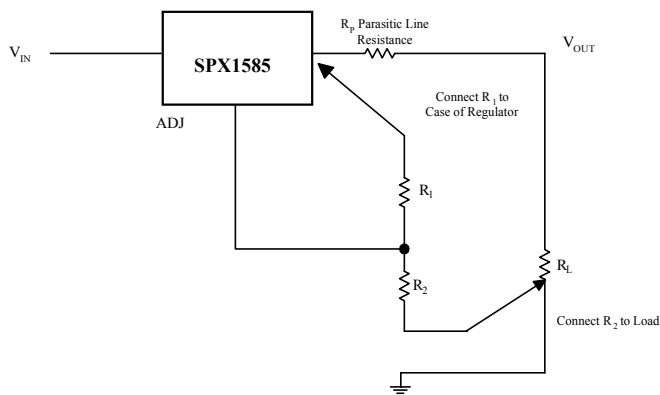 R_P Parasitic Line
Resistance
V_IN
SPX1585
V_OUT
Connect R_1 to
Case of Regulator
ADJ
R_1
R_L
R_2
Connect R_2 to Load